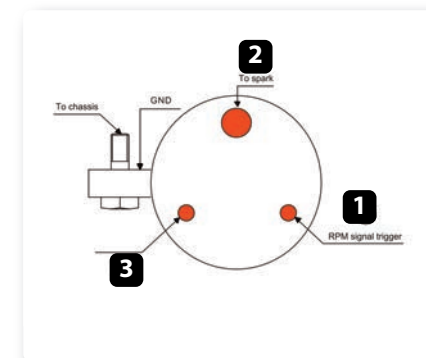 2
To spark
To chassis
GND
1
RPM signal trigger
3